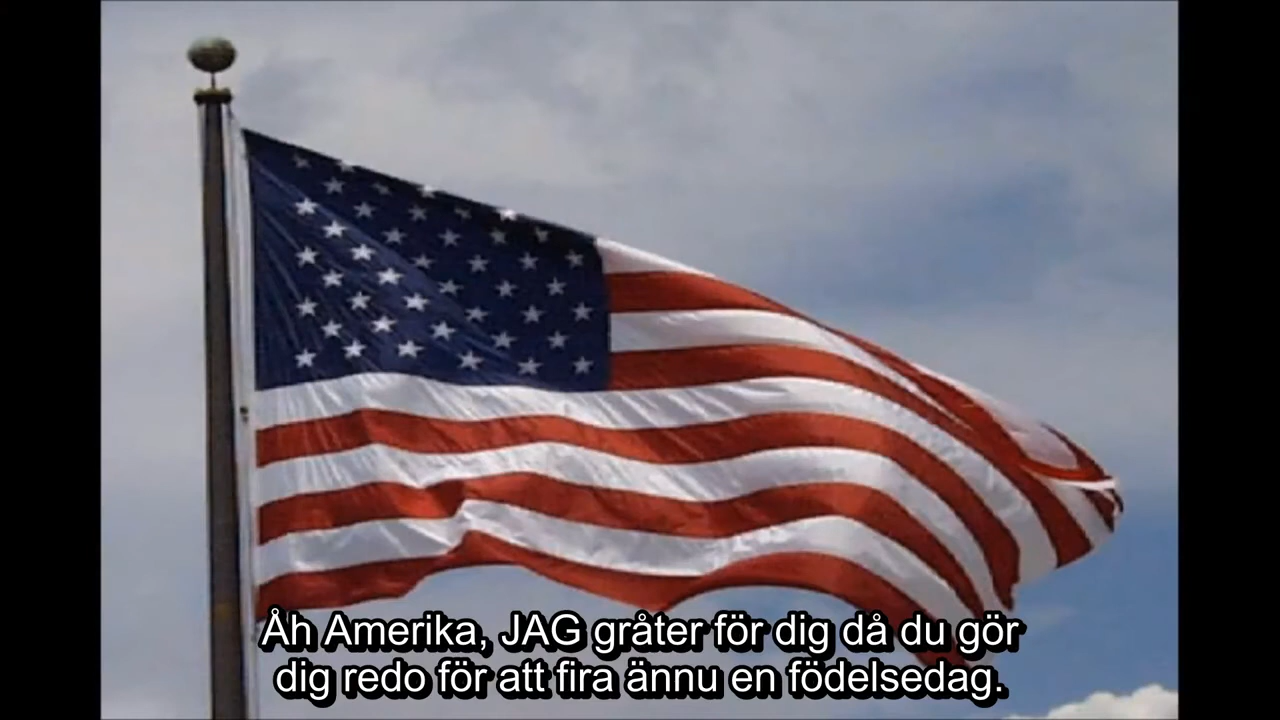 Åh Amerika, JAG gråter för dig då du gör
dig redo för att fira ännu en födelsedag.